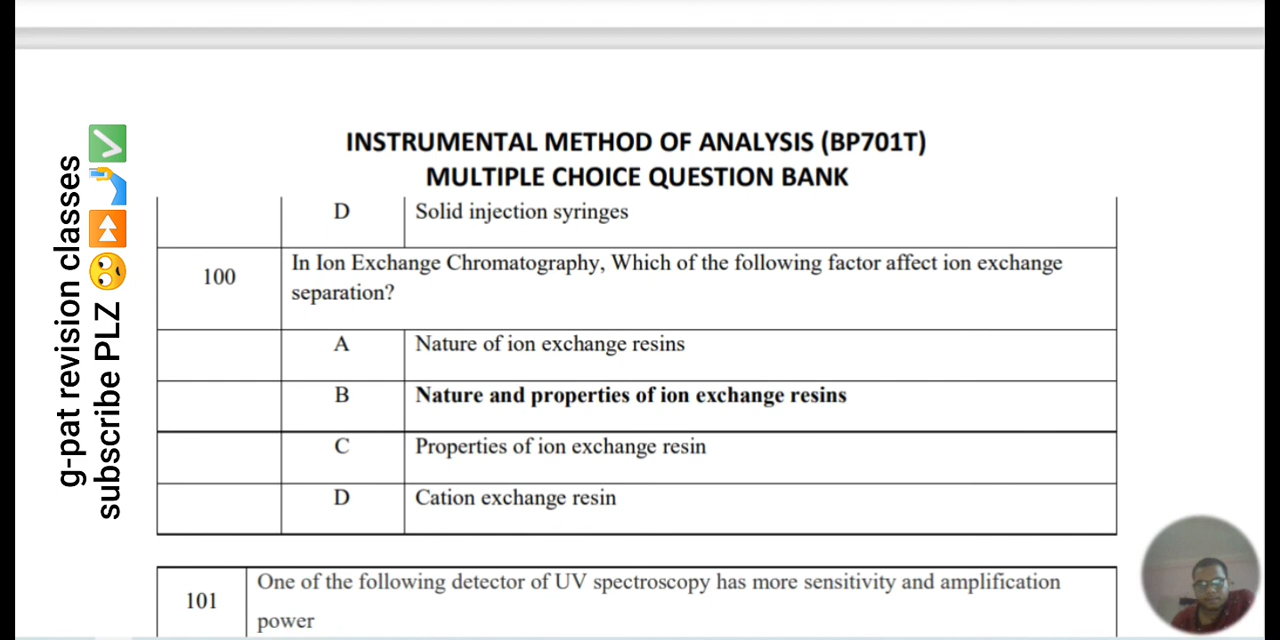 g-pat revision classes
subscribe PLZ
INSTRUMENTAL METHOD OF ANALYSIS (BP701T)
MULTIPLE CHOICE QUESTION BANK
D Solid injection syringes
100 In Ion Exchange Chromatography, Which of the following factor affect ion exchange
separation?
A Nature of ion exchange resins
B Nature and properties of ion exchange resins
C Properties of ion exchange resin
D Cation exchange resin
101 One of the following detector of UV spectroscopy has more sensitivity and amplification
power